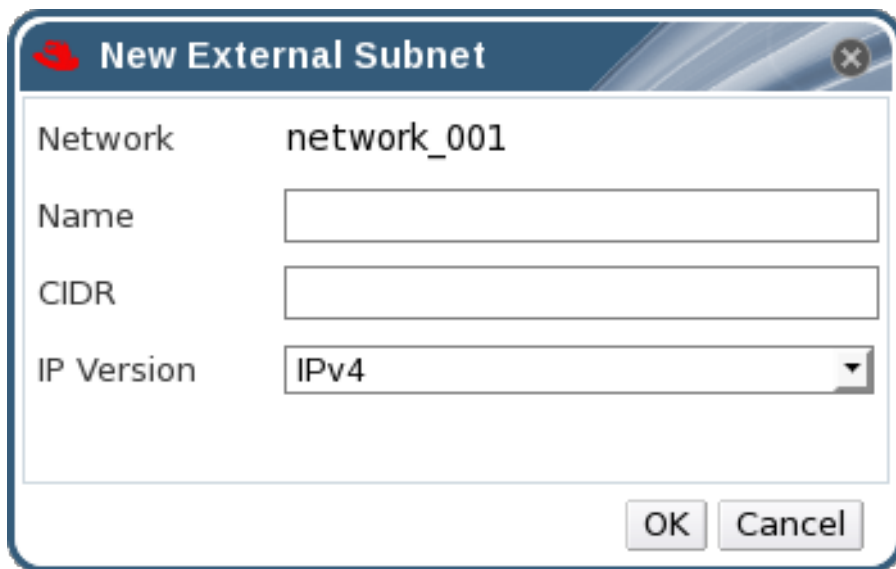 New External Subnet
Network network_001
Name
CIDR
IP Version IPv4
OK Cancel